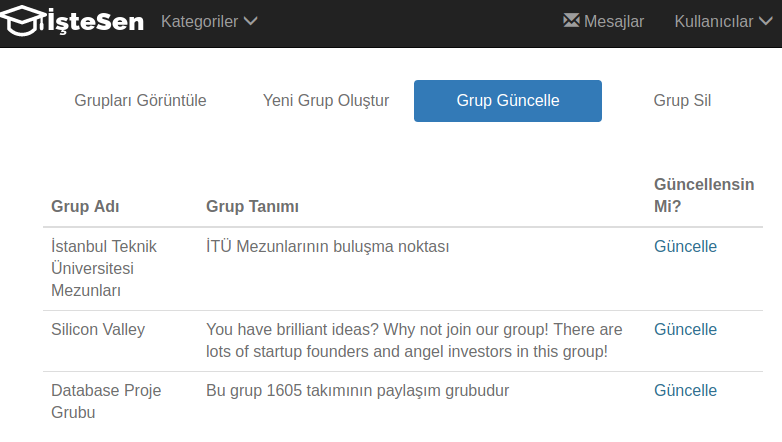 İşteSen Kategoriler Mesajlar Kullanıcılar
Grupları Görüntüle Yeni Grup Oluştur Grup Güncelle Grup Sil
Güncellensin
Grup Adı Grup Tanımı Mi?
İstanbul Teknik İTÜ Mezunlarının buluşma noktası Güncelle
Üniversitesi
Mezunları
Silicon Valley You have brilliant ideas? Why not join our group! There are Güncelle
lots of startup founders and angel investors in this group!
Database Proje Bu grup 1605 takımının paylaşım grubudur Güncelle
Grubu